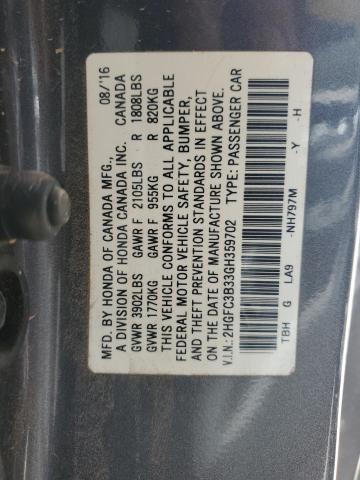 MFD. BY HONDA OF CANADA MFG., 08/'16
A DIVISION OF HONDA CANADA INC. CANADA
GVWR 3902LBS GAWR F 2105LBS R 1808LBS
GVWR 1770KG GAWR F 955KG R 820KG
THIS VEHICLE CONFORMS TO ALL APPLICABLE
FEDERAL MOTOR VEHICLE SAFETY, BUMPER,
AND THEFT PREVENTION STANDARDS IN EFFECT
ON THE DATE OF MANUFACTURE SHOWN ABOVE.
V.I.N.: 2HGFC3B33GH359702 TYPE: PASSENGER CAR
TBH G LA9 -NH797M -Y -H